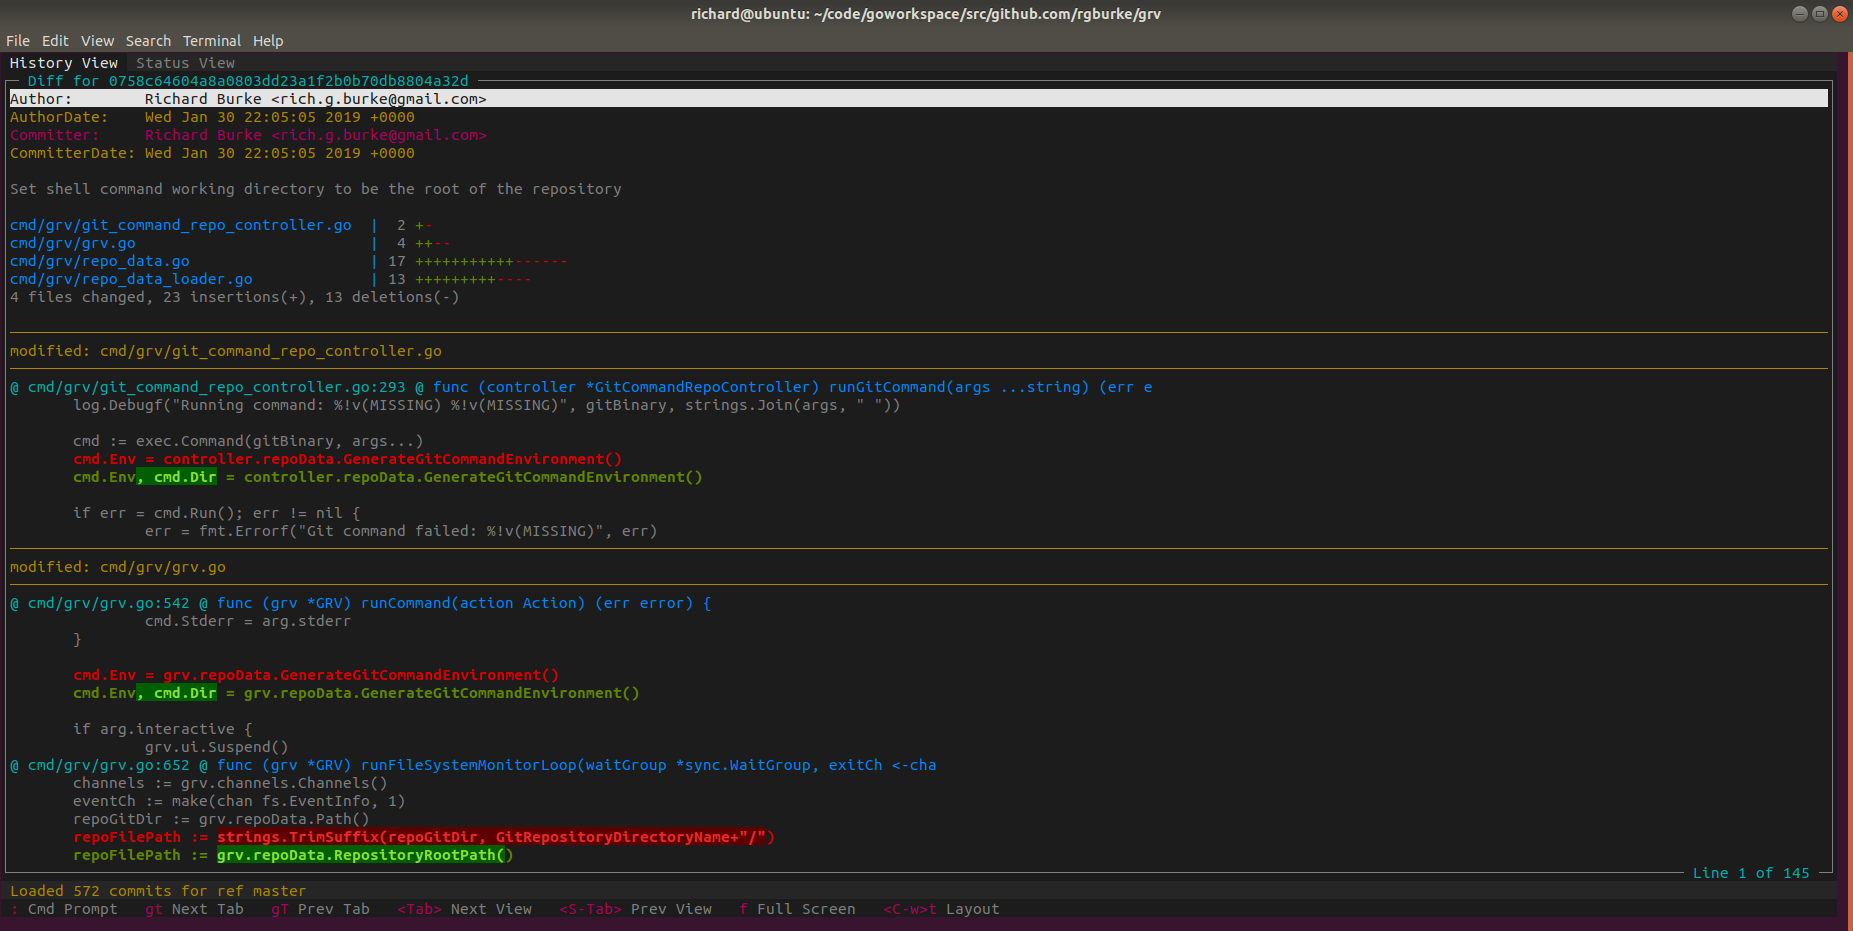 richard@ubuntu: ~/code/goworkspace/src/github.com/rgburke/grv
File Edit View Search Terminal Help
History View Status View
Diff for 0758c64604a8a0803dd23a1f2b0b70db8804a32d
Author:        Richard Burke <rich.g.burke@gmail.com>
AuthorDate:    Wed Jan 30 22:05:05 2019 +0000
Committer:     Richard Burke <rich.g.burke@gmail.com>
CommitterDate: Wed Jan 30 22:05:05 2019 +0000
Set shell command working directory to be the root of the repository
cmd/grv/git_command_repo_controller.go  |  2 +-
cmd/grv/grv.go                          |  4 ++--
cmd/grv/repo_data.go                    | 17 +++++++++++------
cmd/grv/repo_data_loader.go             | 13 +++++++++----
4 files changed, 23 insertions(+), 13 deletions(-)
modified: cmd/grv/git_command_repo_controller.go
@ cmd/grv/git_command_repo_controller.go:293 @ func (controller *GitCommandRepoController) runGitCommand(args ...string) (err e
log.Debugf("Running command: %!v(MISSING) %!v(MISSING)", gitBinary, strings.Join(args, " "))
cmd := exec.Command(gitBinary, args...)
cmd.Env = controller.repoData.GenerateGitCommandEnvironment()
cmd.Env, cmd.Dir = controller.repoData.GenerateGitCommandEnvironment()
if err = cmd.Run(); err != nil {
err = fmt.Errorf("Git command failed: %!v(MISSING)", err)
modified: cmd/grv/grv.go
@ cmd/grv/grv.go:542 @ func (grv *GRV) runCommand(action Action) (err error) {
cmd.Stderr = arg.stderr
}
cmd.Env = grv.repoData.GenerateGitCommandEnvironment()
cmd.Env, cmd.Dir = grv.repoData.GenerateGitCommandEnvironment()
if arg.interactive {
grv.ui.Suspend()
@ cmd/grv/grv.go:652 @ func (grv *GRV) runFileSystemMonitorLoop(waitGroup *sync.WaitGroup, exitCh <-cha
channels := grv.channels.Channels()
eventCh := make(chan fs.EventInfo, 1)
repoGitDir := grv.repoData.Path()
repoFilePath := strings.TrimSuffix(repoGitDir, GitRepositoryDirectoryName+"/")
repoFilePath := grv.repoData.RepositoryRootPath()
Line 1 of 145
Loaded 572 commits for ref master
: Cmd Prompt   gt Next Tab   gT Prev Tab   <Tab> Next View   <S-Tab> Prev View   f Full Screen   <C-w>t Layout